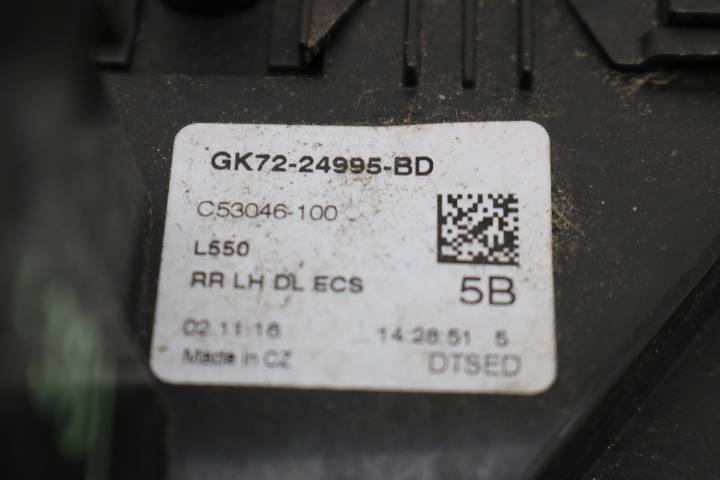 GK72-24995-BD
C53046-100
L550
RR LH DL ECS
5B
02.11.16 14:28:51 5
Made in CZ DTSED